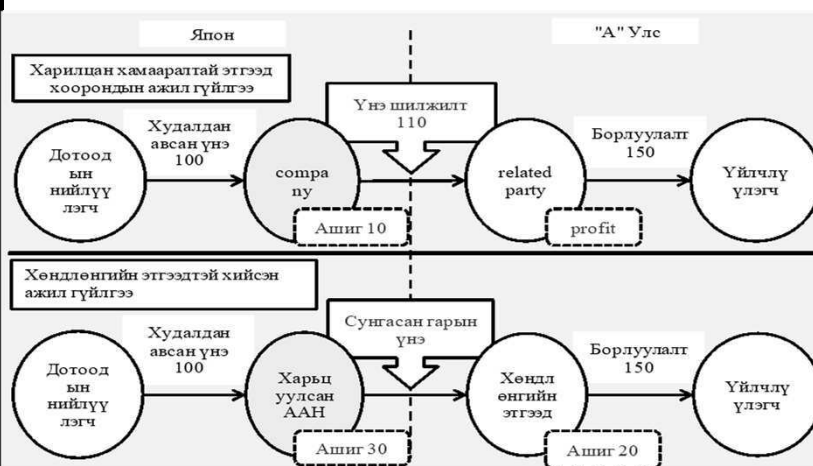 Япон
"А" Улс
Харилцан хамааралтай этгээд
хоорондын ажил гүйлгээ
Дотоод
ын
нийлүү
лэгч
Худалдан
авсан үнэ
100
compa
ny
Ашиг 10
Үнэ шилжилт
110
related
party
profit
Борлуулалт
150
Үйлчлү
үлэгч
Хөндлөнгийн этгээдтэй хийсэн
ажил гүйлгээ
Дотоод
ын
нийлүү
лэгч
Худалдан
авсан үнэ
100
Харьц
уулсан
ААН
Ашиг 30
Сунгасан гарын
үнэ
Хөндл
өнгийн
этгээд
Ашиг 20
Борлуулалт
150
Үйлчлү
үлэгч